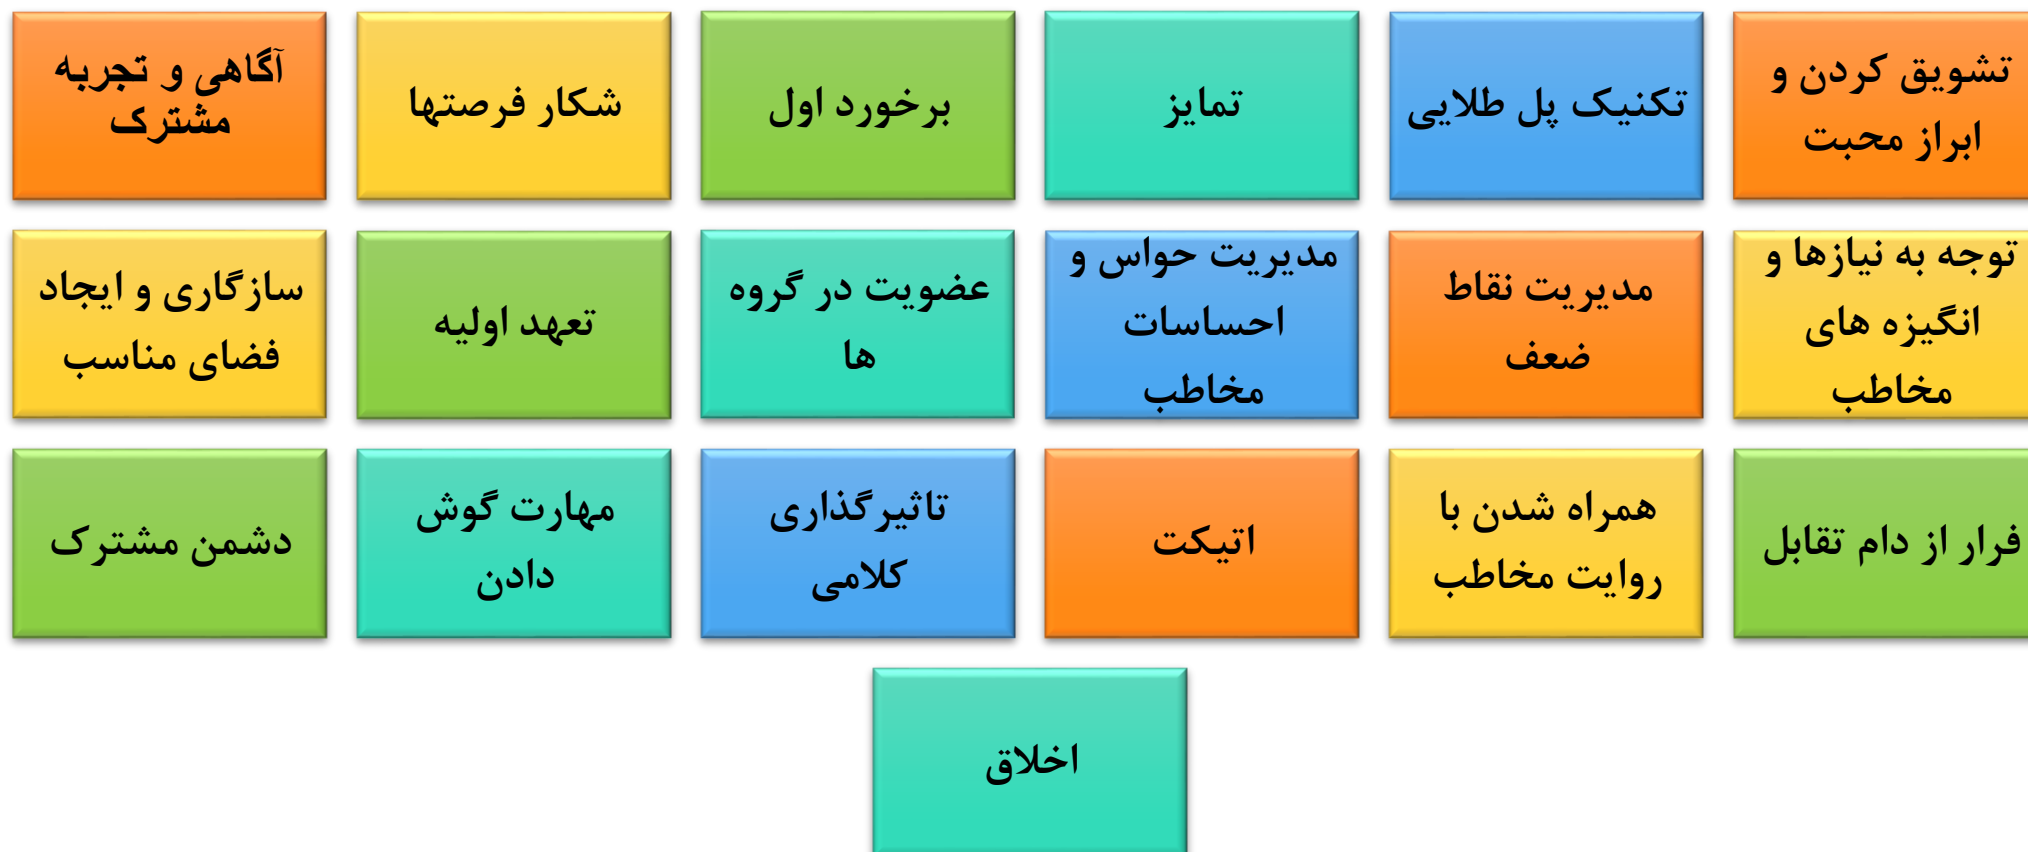 تشویق کردن و
ابراز محبت
تکنیک پل طلایی
تمایز
برخورد اول
شکار فرصتها
آگاهی و تجربه
مشترک
توجه به نیازها و
انگیزه های
مخاطب
مدیریت نقاط
ضعف
مدیریت حواس و
احساسات
مخاطب
عضویت در گروه
ها
تعهد اولیه
سازگاری و ایجاد
فضای مناسب
فرار از دام تقابل
همراه شدن با
روایت مخاطب
اتیکت
تاثیرگذاری
کلامی
مهارت گوش
دادن
دشمن مشترک
اخلاق